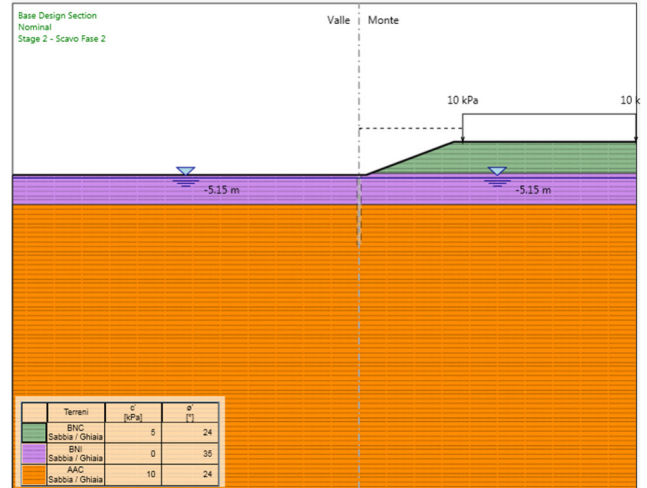 Base Design Section
Nominal
Stage 2 - Scavo Fase 2
Valle Monte
10 kPa 10 k
-5.15 m -5.15 m
Terreni c' [kPa] ø' [°]
BNC
Sabbia / Ghiaia 5 24
BNI
Sabbia / Ghiaia 0 35
AAC
Sabbia / Ghiaia 10 24